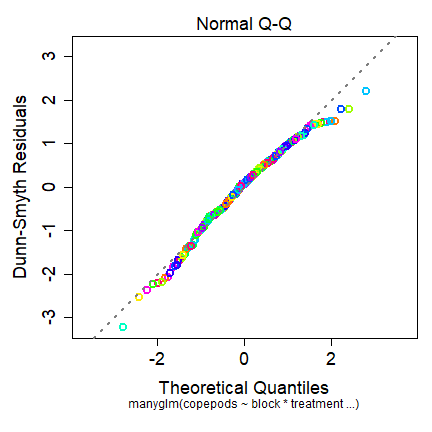 Normal Q-Q
Dunn-Smyth Residuals
3
2
1
0
-1
-2
-3
-2
0
2
Theoretical Quantiles
manyglm(copepods ~ block * treatment ...)